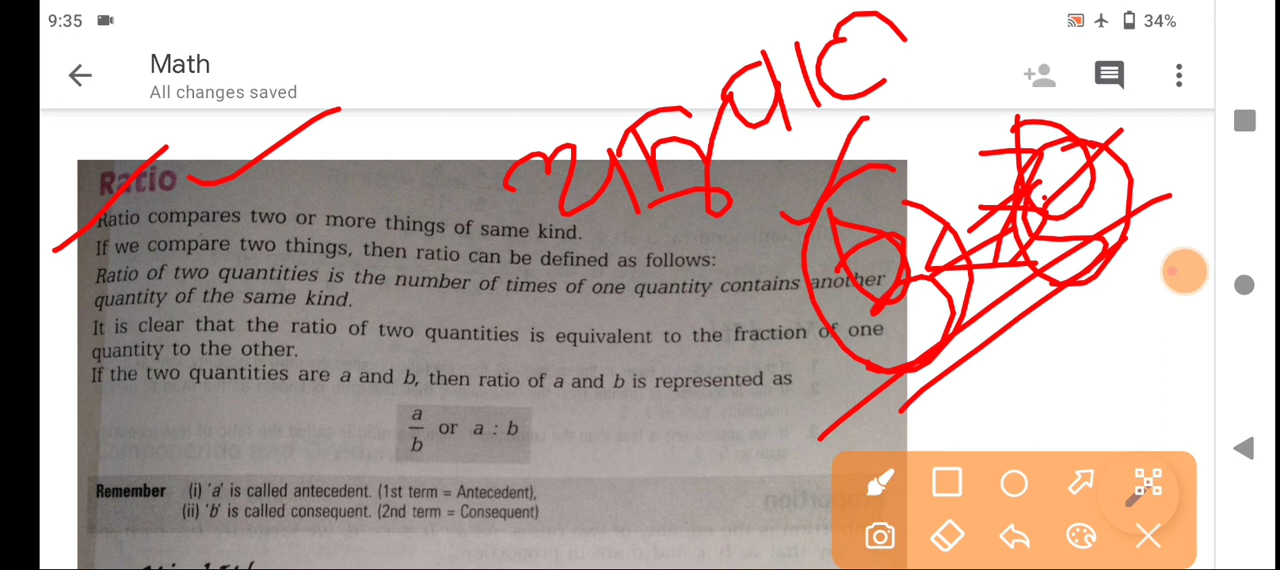 9:35
34%
Math
All changes saved
Ratio
Ratio compares two or more things of same kind.
If we compare two things, then ratio can be defined as follows:
Ratio of two quantities is the number of times of one quantity contains another
quantity of the same kind.
It is clear that the ratio of two quantities is equivalent to the fraction of one
quantity to the other.
If the two quantities are a and b, then ratio of a and b is represented as
a/b or a : b
Remember (i) 'a' is called antecedent. (1st term = Antecedent),
(ii) 'b' is called consequent. (2nd term = Consequent)